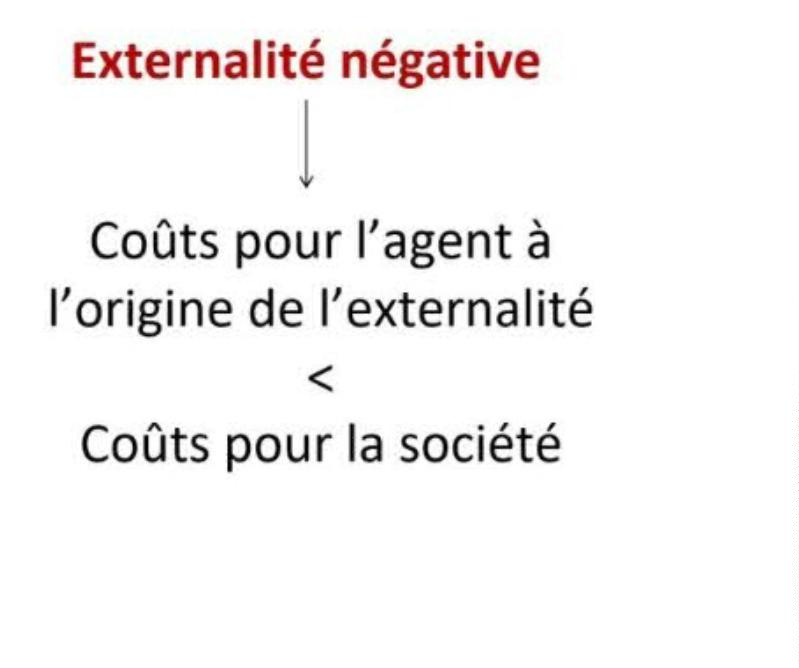 Externalité négative
Coûts pour l’agent à
l’origine de l’externalité
<
Coûts pour la société